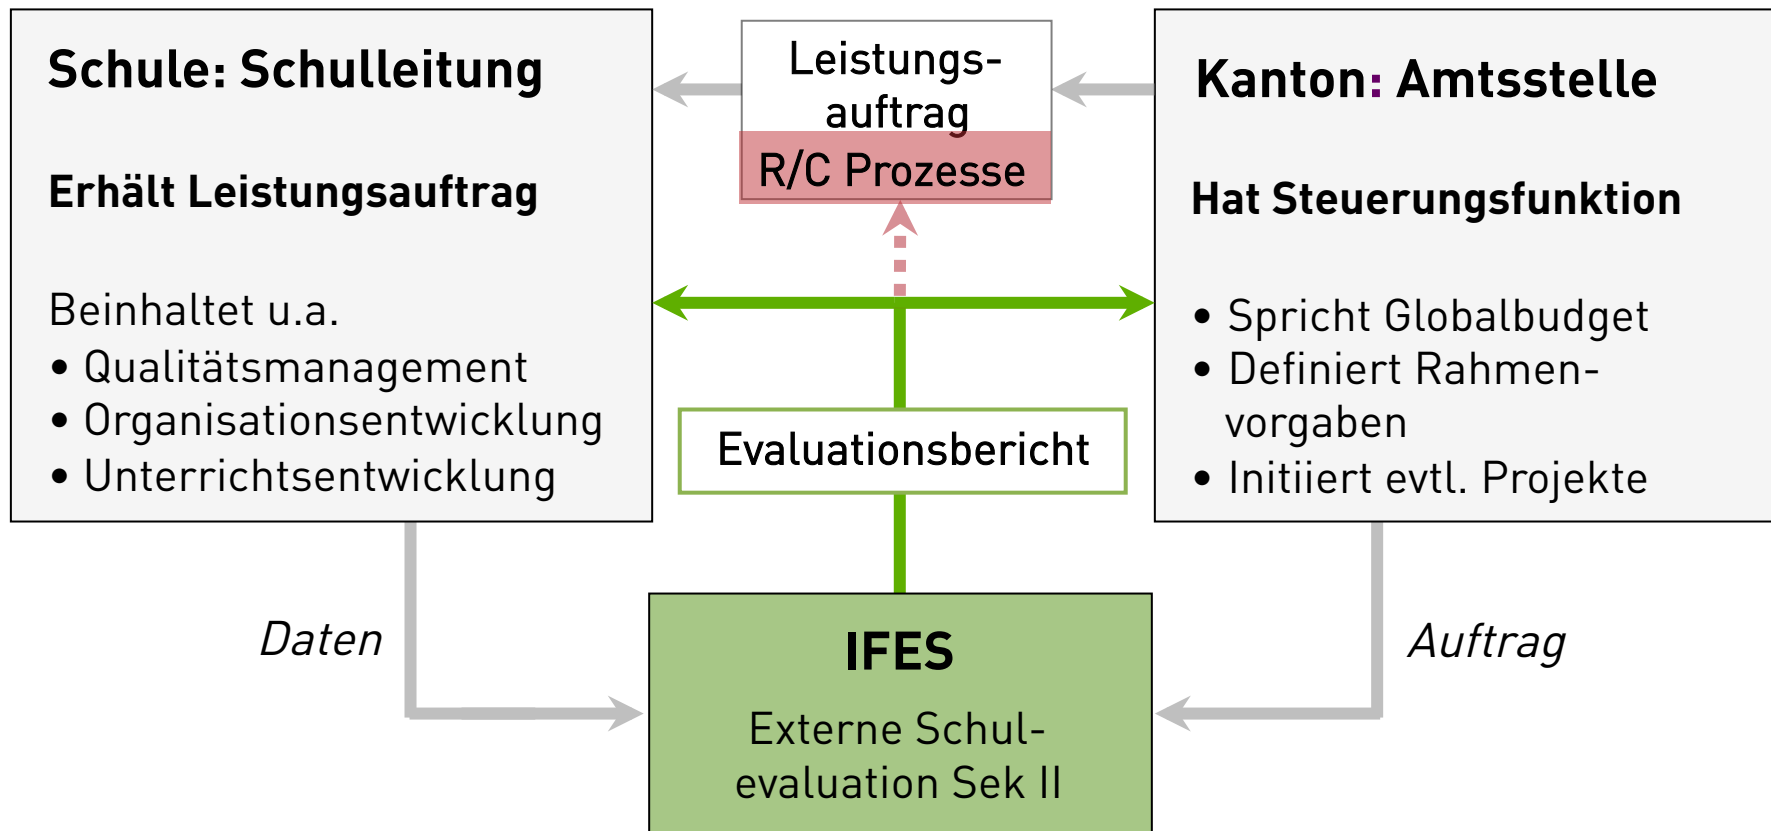 Schule: Schulleitung
Erhält Leistungsauftrag
Beinhaltet u.a.
• Qualitätsmanagement
• Organisationsentwicklung
• Unterrichtsentwicklung
Leistungs-
auftrag
R/C Prozesse
Kanton: Amtsstelle
Hat Steuerungsfunktion
• Spricht Globalbudget
• Definiert Rahmen-
vorgaben
• Initiiert evtl. Projekte
Evaluationsbericht
Daten
Auftrag
IFES
Externe Schul-
evaluation Sek II